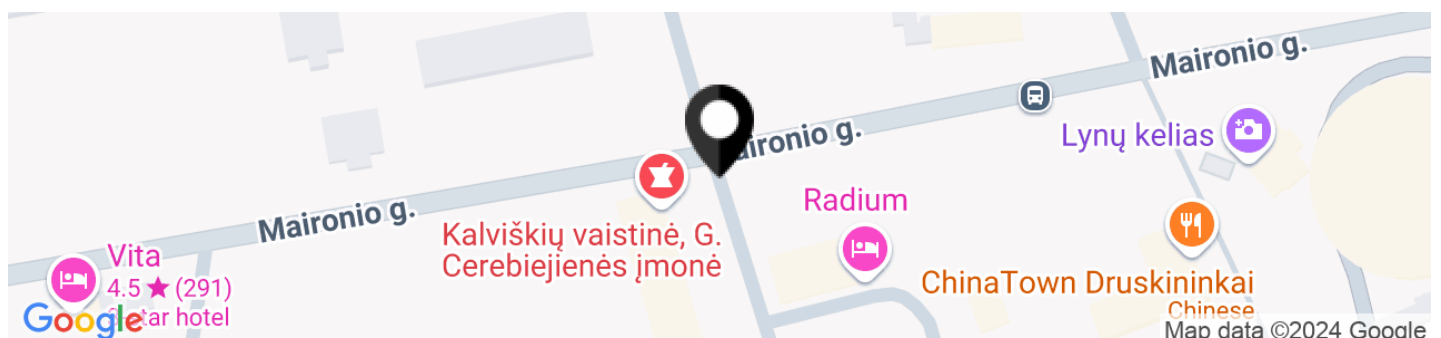 Maironio g.
Maironio g.
Lynų kelias
Maironio g.
Radium
Kalviškių vaistinė, G.
Cerebiejienės įmonė
Vita
4.5 ★ (291)
ChinaTown Druskininkai
Chinese
Google
hotel
Map data ©2024 Google